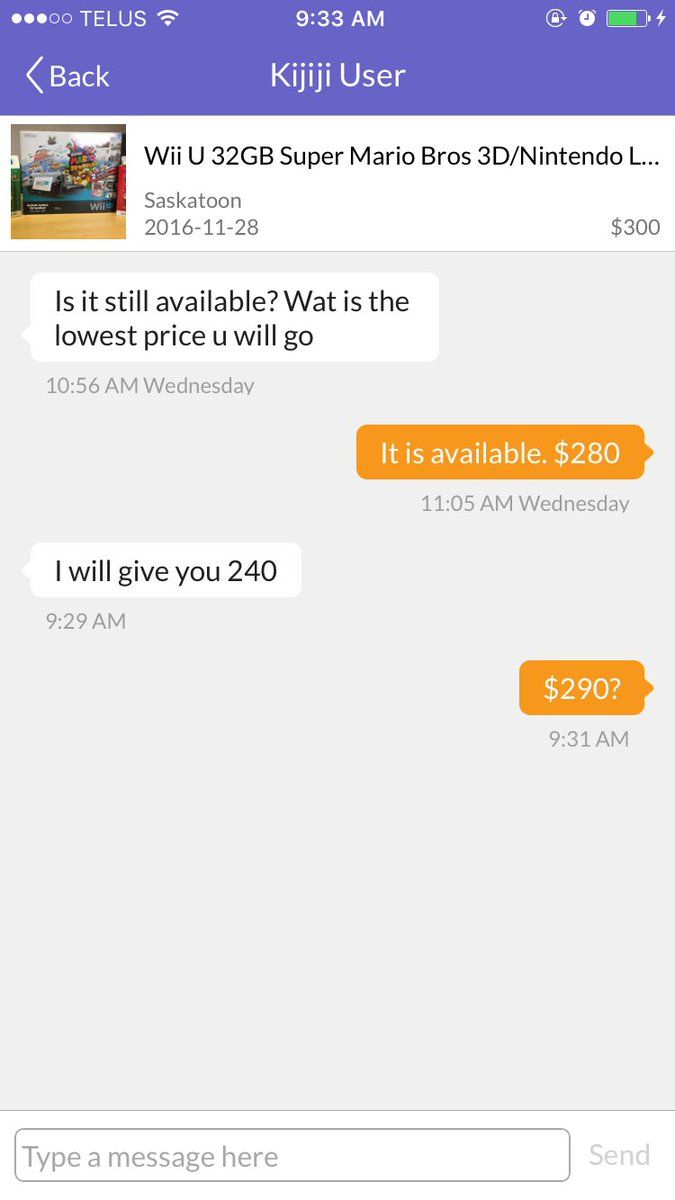 TELUS 9:33 AM
Back Kijiji User
Wii U 32GB Super Mario Bros 3D/Nintendo L...
Saskatoon
2016-11-28 $300
Is it still available? Wat is the
lowest price u will go
10:56 AM Wednesday
It is available. $280
11:05 AM Wednesday
I will give you 240
9:29 AM
$290?
9:31 AM
Type a message here Send